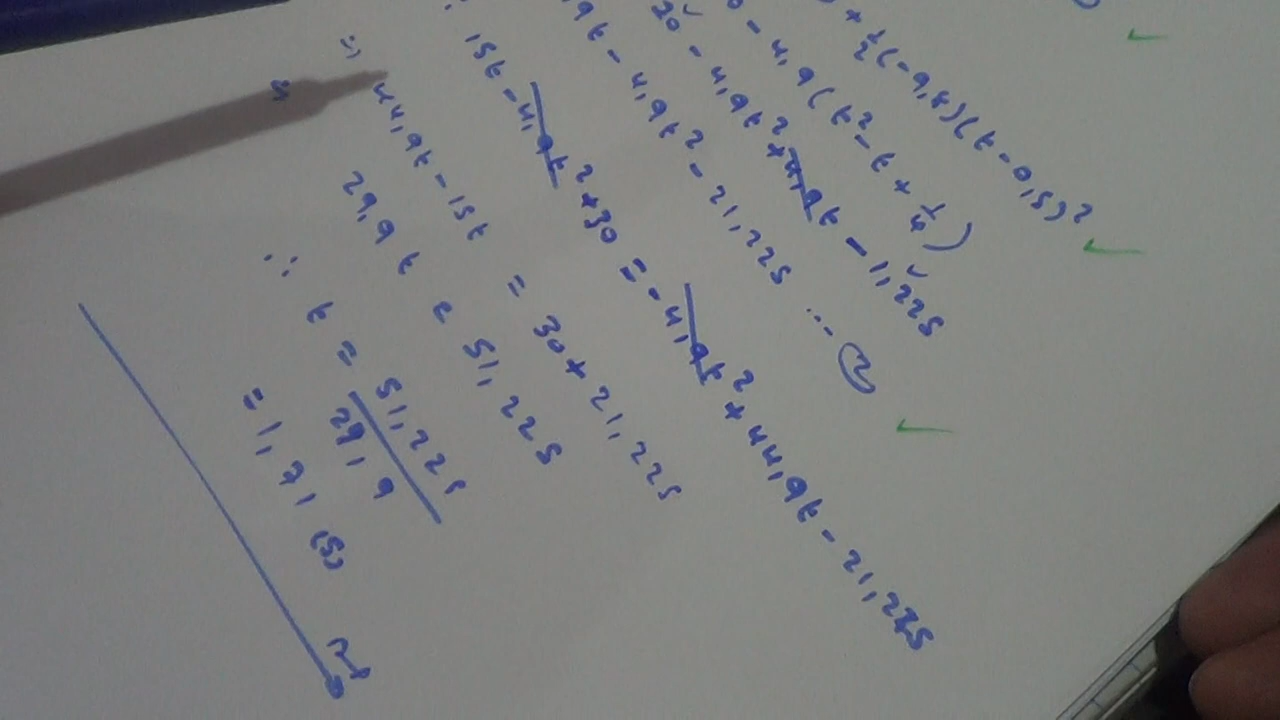 + ½(-9,8)(t-0,5)²
- 4,9(t² - t + ¼)
20 - 4,9t² + 4,9t - 1,225
9t - 4,9t² - 21,225 ... ②
∴ 15t - 4,9t² + 30 = -4,9t² + 44,9t - 21,225
44,9t - 15t = 30 + 21,225
29,9t = 51,225
∴ t = 51,225 / 29,9
= 1,71 (s)